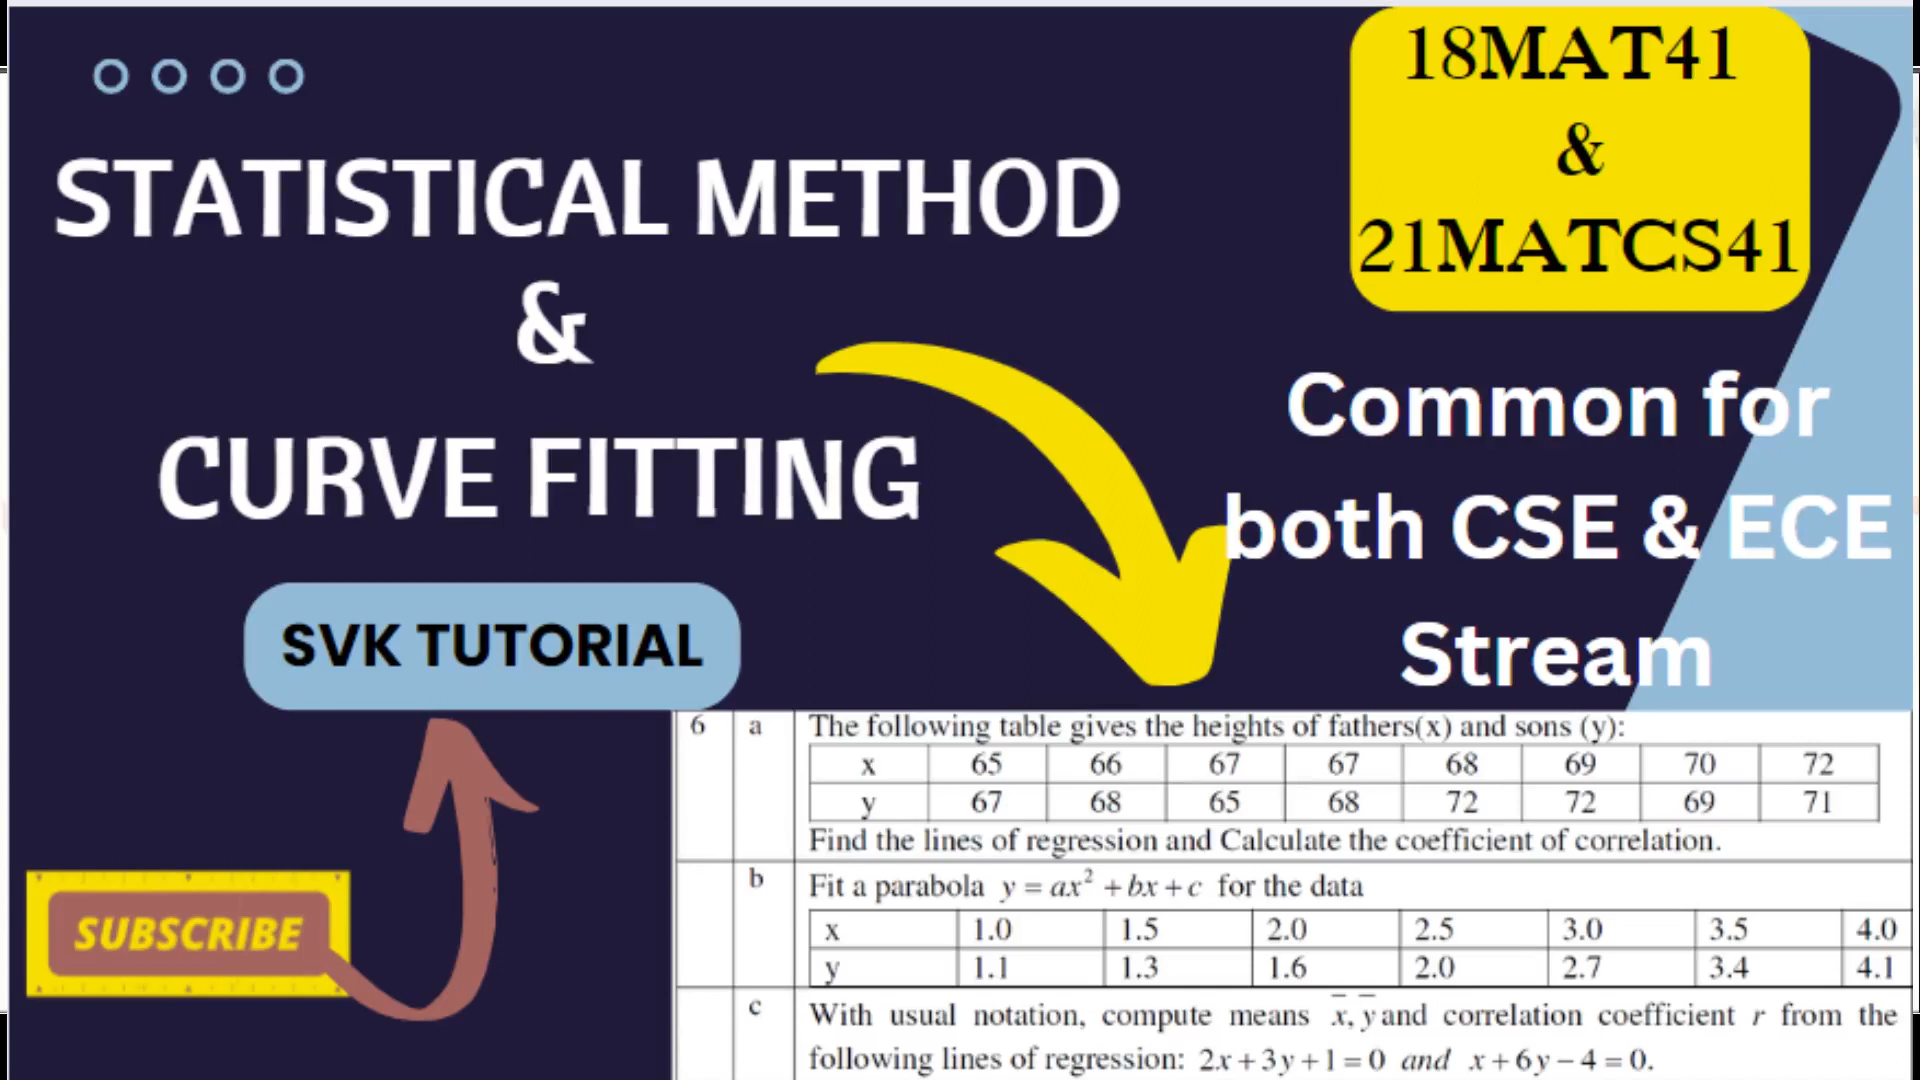 STATISTICAL METHOD
&
CURVE FITTING
SVK TUTORIAL
SUBSCRIBE
18MAT41
&
21MATCS41
Common for
both CSE & ECE
Stream
6 a The following table gives the heights of fathers(x) and sons (y):
x 65 66 67 67 68 69 70 72
y 67 68 65 68 72 72 69 71
Find the lines of regression and Calculate the coefficient of correlation.
b Fit a parabola y = ax² + bx + c for the data
x 1.0 1.5 2.0 2.5 3.0 3.5 4.0
y 1.1 1.3 1.6 2.0 2.7 3.4 4.1
c With usual notation, compute means x̄, ȳ and correlation coefficient r from the
following lines of regression: 2x + 3y + 1 = 0 and x + 6y − 4 = 0.